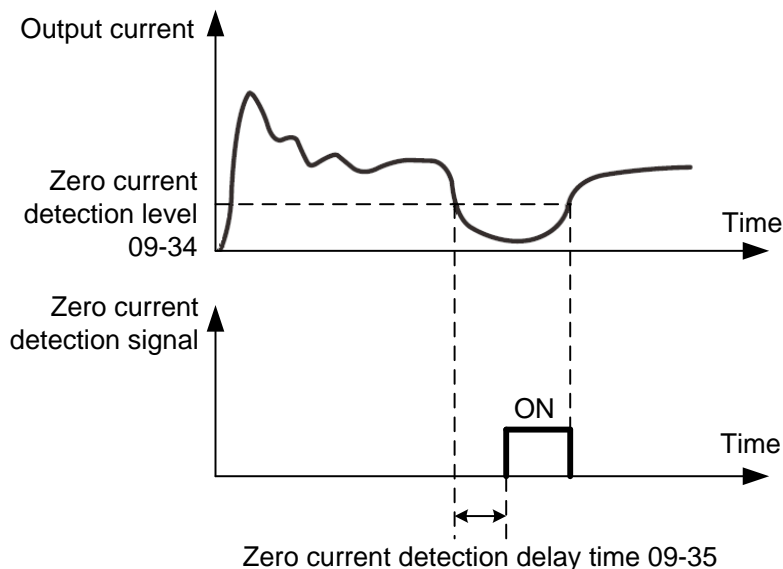 Output current
Zero current
detection level
09-34
Time
Zero current
detection signal
ON
Time
Zero current detection delay time 09-35